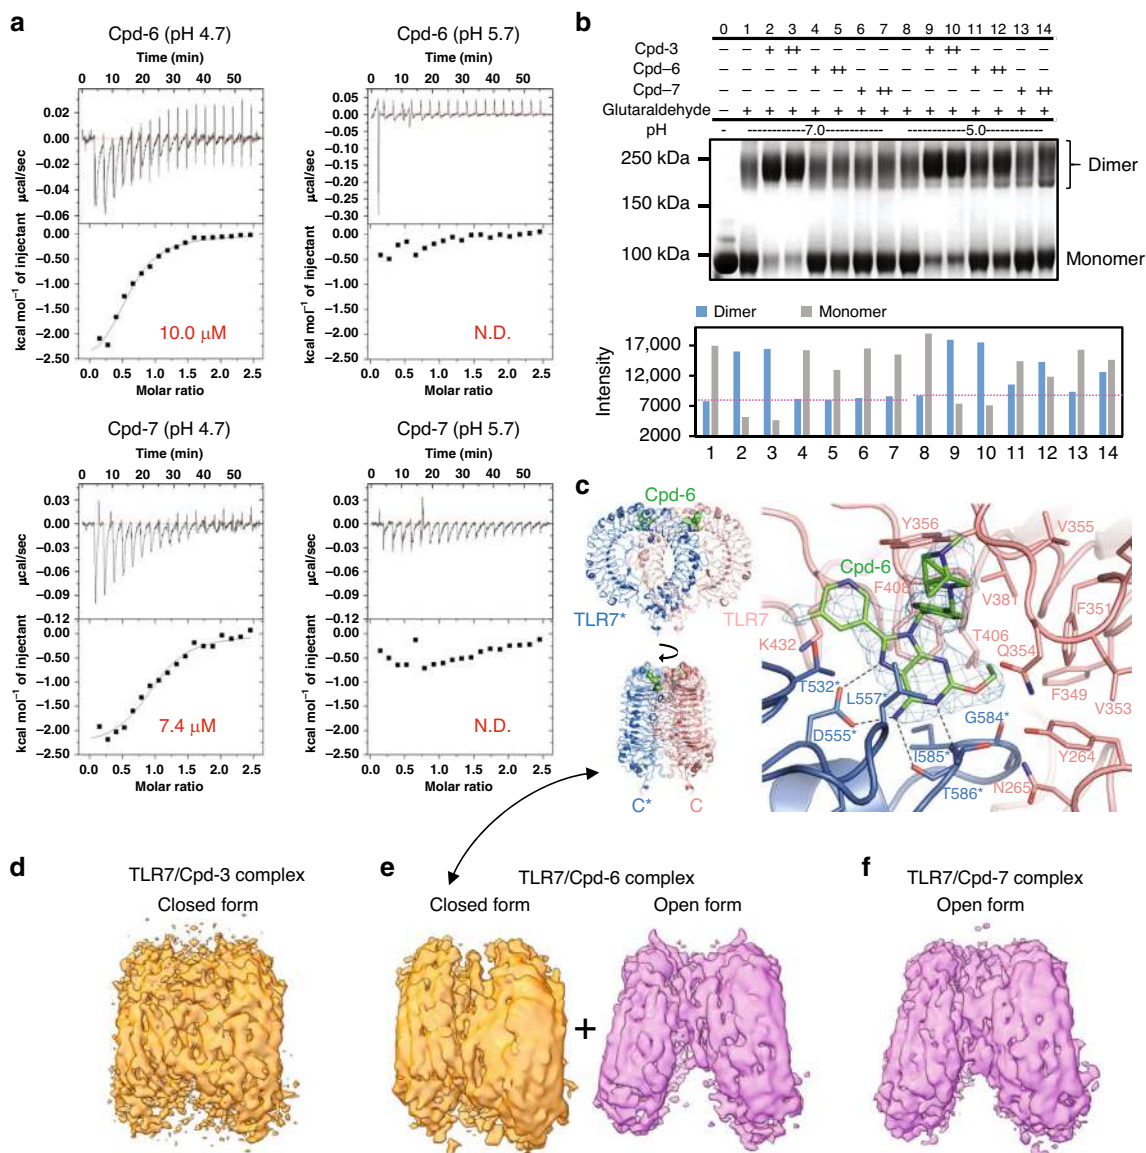 a
Cpd-6 (pH 4.7)
Time (min)
0 10 20 30 40 50
0.02
0.00
−0.02
−0.04
−0.06
µcal/sec
0.00
−0.50
−1.00
−1.50
−2.00
−2.50
kcal mol−1 of injectant
10.0 µM
0.0 0.5 1.0 1.5 2.0 2.5
Molar ratio
Cpd-6 (pH 5.7)
Time (min)
0 10 20 30 40 50
0.05
0.00
−0.05
−0.10
−0.15
−0.20
−0.25
−0.30
µcal/sec
0.00
−0.50
−1.00
−1.50
−2.00
−2.50
kcal mol−1 of injectant
N.D.
0.0 0.5 1.0 1.5 2.0 2.5
Molar ratio
Cpd-7 (pH 4.7)
Time (min)
0 10 20 30 40 50
0.03
0.00
−0.03
−0.06
−0.09
−0.12
µcal/sec
0.00
−0.50
−1.00
−1.50
−2.00
−2.50
kcal mol−1 of injectant
7.4 µM
0.0 0.5 1.0 1.5 2.0 2.5
Molar ratio
Cpd-7 (pH 5.7)
Time (min)
0 10 20 30 40 50
0.03
0.00
−0.03
−0.06
−0.09
−0.12
µcal/sec
0.00
−0.50
−1.00
−1.50
−2.00
−2.50
kcal mol−1 of injectant
N.D.
0.0 0.5 1.0 1.5 2.0 2.5
Molar ratio
b
0 1 2 3 4 5 6 7 8 9 10 11 12 13 14
Cpd-3 − − + ++ − − − − − + ++ − − − −
Cpd−6 − − − − + ++ − − − − − + ++ − −
Cpd−7 − − − − − − + ++ − − − − − + ++
Glutaraldehyde − + + + + + + + + + + + + + +
pH - -----------7.0------------- -----------5.0------------
250 kDa
150 kDa
100 kDa
Dimer
Monomer
Dimer Monomer
17,000
12,000
7000
2000
Intensity
1 2 3 4 5 6 7 8 9 10 11 12 13 14
c
Cpd-6
TLR7* TLR7
C* C
Y356
V355
Cpd-6
F408
V381
F351
K432
T406
Q354
T532*
L557*
F349
V353
D555*
G584*
I585*
Y264
T586*
N265
d
TLR7/Cpd-3 complex
Closed form
e
TLR7/Cpd-6 complex
Closed form
+
Open form
f
TLR7/Cpd-7 complex
Open form